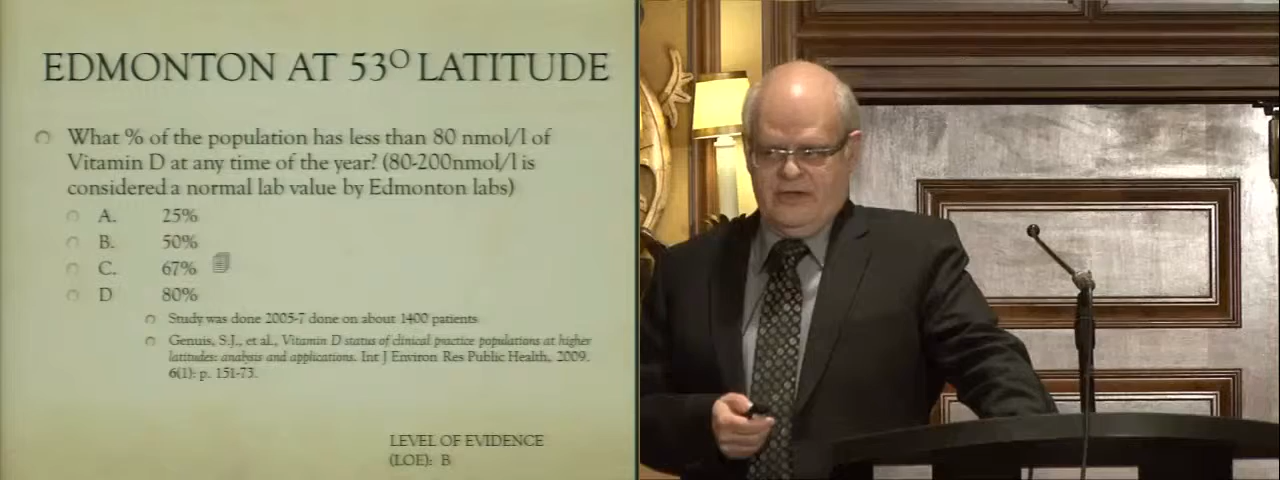 EDMONTON AT 53O LATITUDE
What % of the population has less than 80 nmol/l of
Vitamin D at any time of the year? (80-200nmol/l is
considered a normal lab value by Edmonton labs)
A. 25%
B. 50%
C. 67%
D 80%
Study was done 2005-7 done on about 1400 patients
Genuis, S.J., et al., Vitamin D status of clinical practice populations at higher
latitudes: analysis and applications. Int J Environ Res Public Health, 2009.
6(1): p. 151-73.
LEVEL OF EVIDENCE
(LOE): B